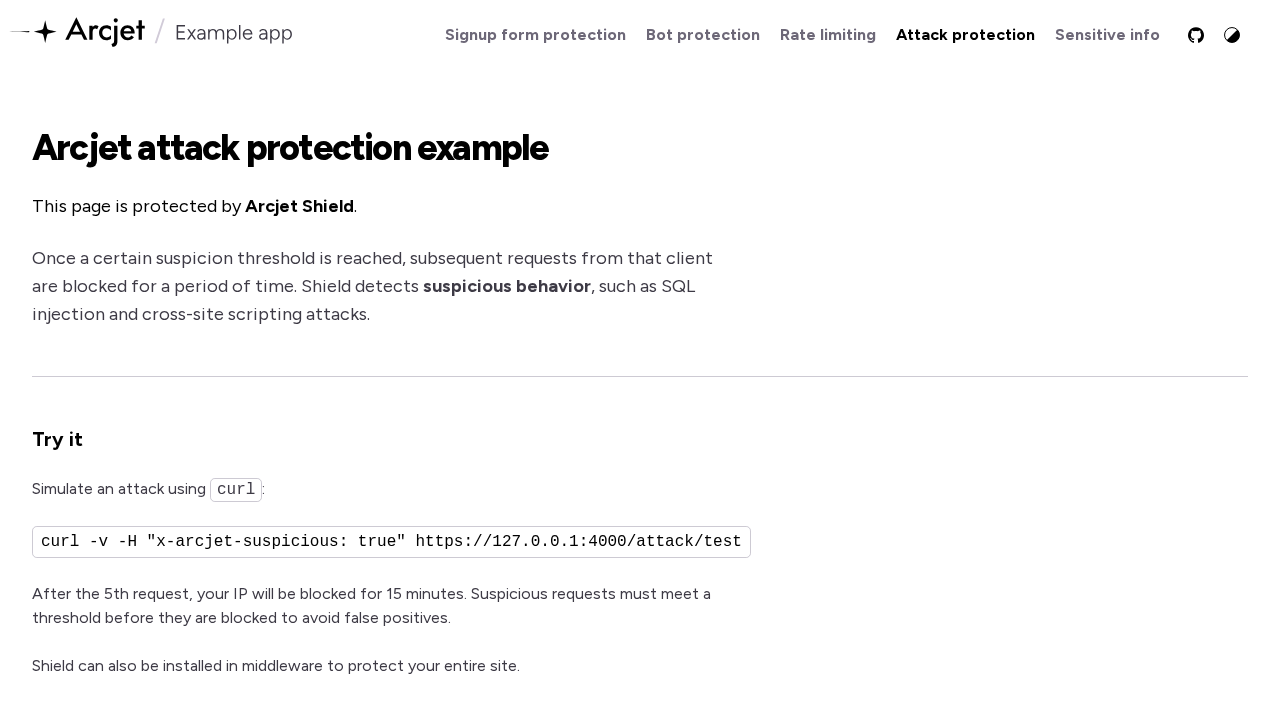 Arcjet / Example app
Signup form protection
Bot protection
Rate limiting
Attack protection
Sensitive info
Arcjet attack protection example
This page is protected by Arcjet Shield.
Once a certain suspicion threshold is reached, subsequent requests from that client
are blocked for a period of time. Shield detects suspicious behavior, such as SQL
injection and cross-site scripting attacks.
Try it
Simulate an attack using curl:
curl -v -H "x-arcjet-suspicious: true" https://127.0.0.1:4000/attack/test
After the 5th request, your IP will be blocked for 15 minutes. Suspicious requests must meet a
threshold before they are blocked to avoid false positives.
Shield can also be installed in middleware to protect your entire site.